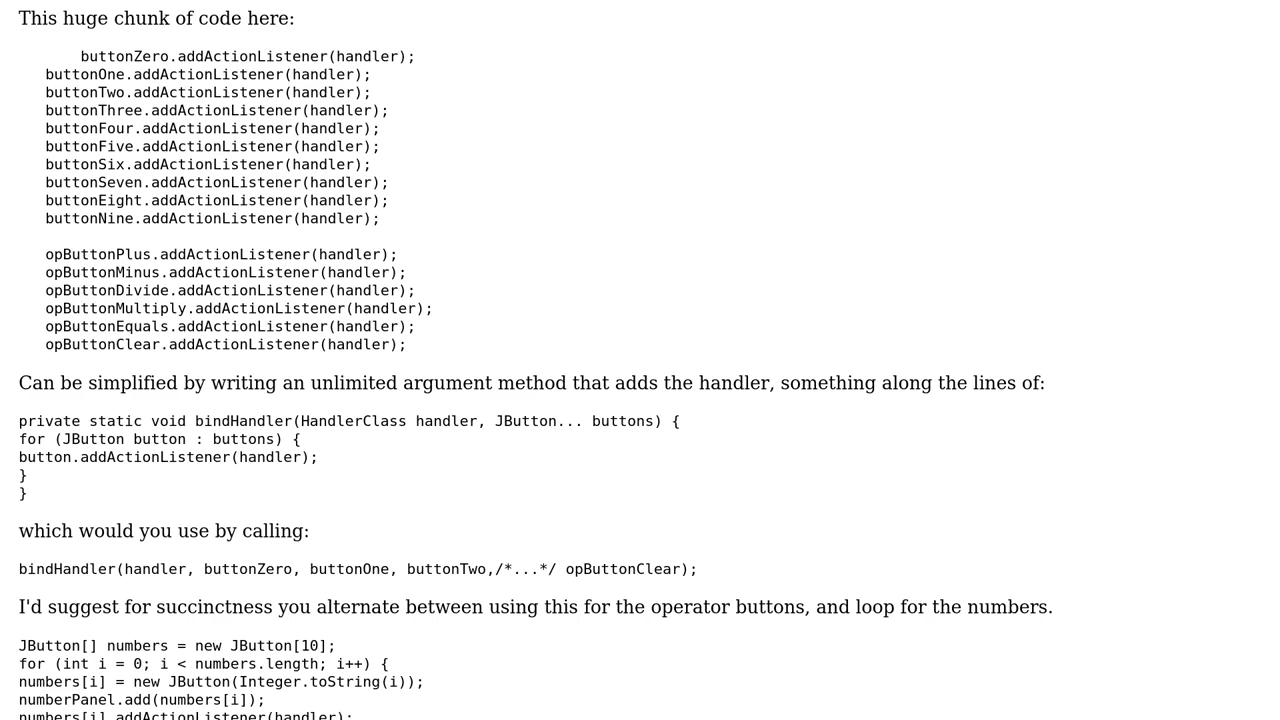 This huge chunk of code here:
buttonZero.addActionListener(handler);
buttonOne.addActionListener(handler);
buttonTwo.addActionListener(handler);
buttonThree.addActionListener(handler);
buttonFour.addActionListener(handler);
buttonFive.addActionListener(handler);
buttonSix.addActionListener(handler);
buttonSeven.addActionListener(handler);
buttonEight.addActionListener(handler);
buttonNine.addActionListener(handler);
opButtonPlus.addActionListener(handler);
opButtonMinus.addActionListener(handler);
opButtonDivide.addActionListener(handler);
opButtonMultiply.addActionListener(handler);
opButtonEquals.addActionListener(handler);
opButtonClear.addActionListener(handler);
Can be simplified by writing an unlimited argument method that adds the handler, something along the lines of:
private static void bindHandler(HandlerClass handler, JButton... buttons) {
for (JButton button : buttons) {
button.addActionListener(handler);
}
}
which would you use by calling:
bindHandler(handler, buttonZero, buttonOne, buttonTwo,/*...*/ opButtonClear);
I'd suggest for succinctness you alternate between using this for the operator buttons, and loop for the numbers.
JButton[] numbers = new JButton[10];
for (int i = 0; i < numbers.length; i++) {
numbers[i] = new JButton(Integer.toString(i));
numberPanel.add(numbers[i]);
numbers[i].addActionListener(handler);